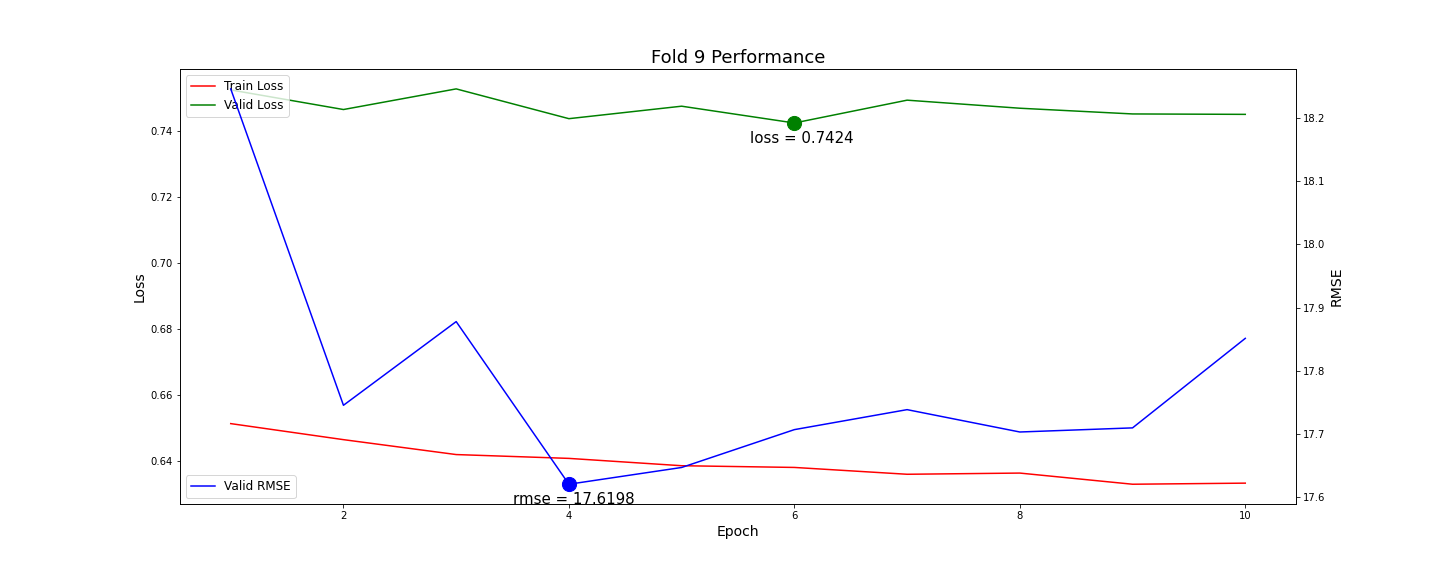 Fold 9 Performance
Train Loss
Valid Loss
0.74
0.72
0.70
0.68
0.66
0.64
Loss
loss = 0.7424
18.2
18.1
18.0
17.9
17.8
17.7
17.6
RMSE
Valid RMSE
rmse = 17.6198
2
4
6
8
10
Epoch